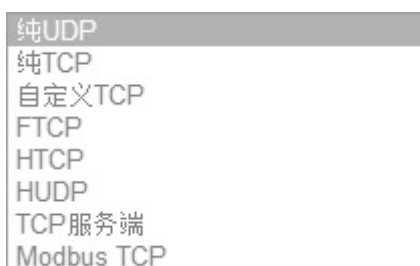 纯UDP
纯TCP
自定义TCP
FTCP
HTCP
HUDP
TCP服务端
Modbus TCP